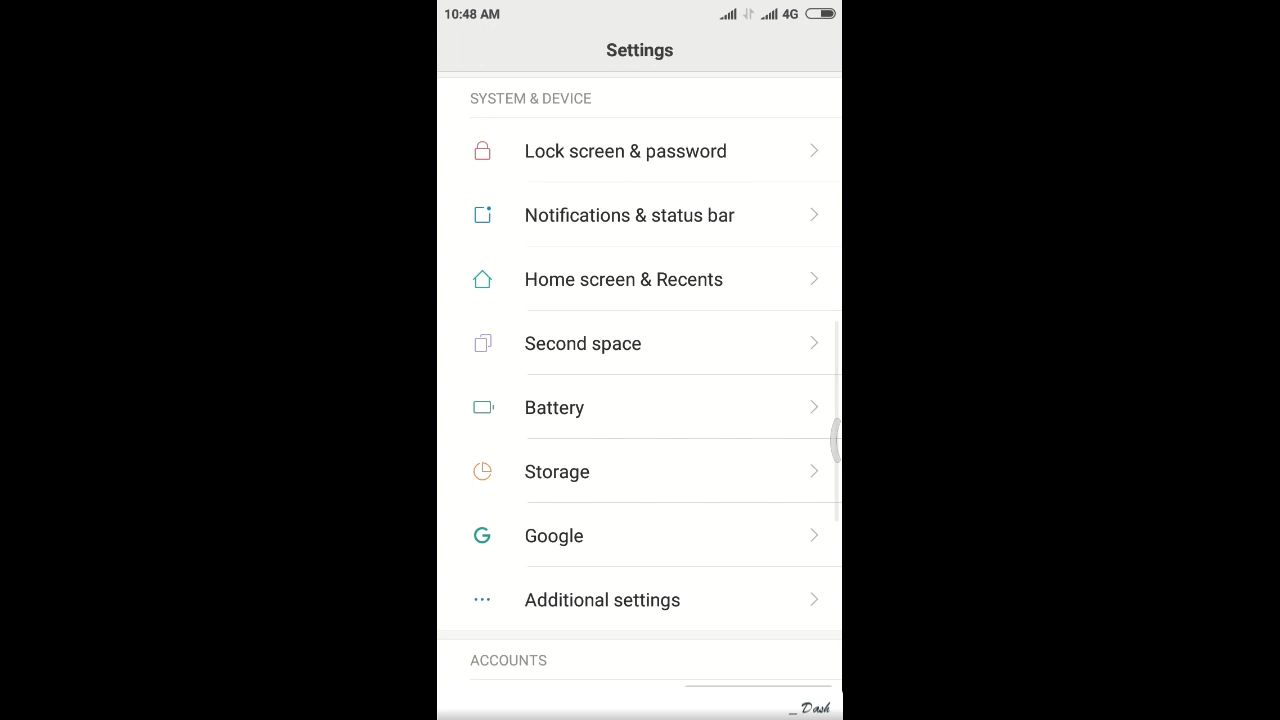 10:48 AM 4G
Settings
SYSTEM & DEVICE
Lock screen & password
Notifications & status bar
Home screen & Recents
Second space
Battery
Storage
Google
Additional settings
ACCOUNTS
_ Dash